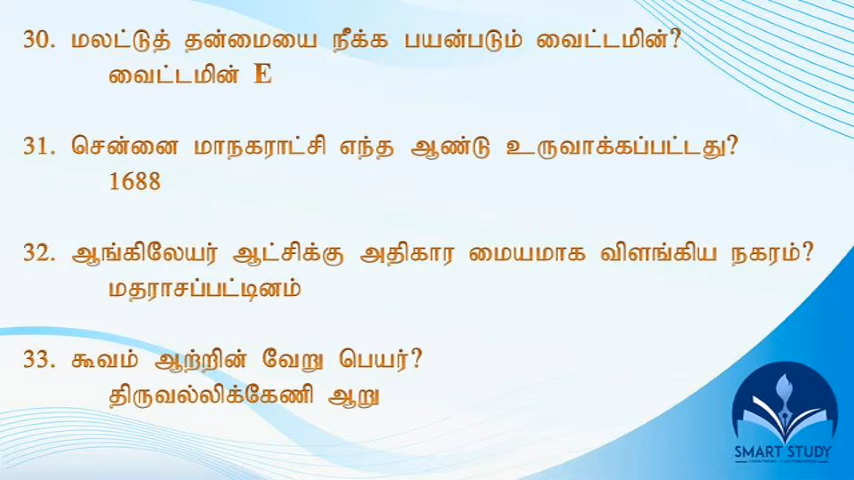 30. மலட்டுத் தன்மையை நீக்க பயன்படும் வைட்டமின்?
வைட்டமின் E
31. சென்னை மாநகராட்சி எந்த ஆண்டு உருவாக்கப்பட்டது?
1688
32. ஆங்கிலேயர் ஆட்சிக்கு அதிகார மையமாக விளங்கிய நகரம்?
மதராசப்பட்டினம்
33. கூவம் ஆற்றின் வேறு பெயர்?
திருவல்லிக்கேணி ஆறு
SMART STUDY